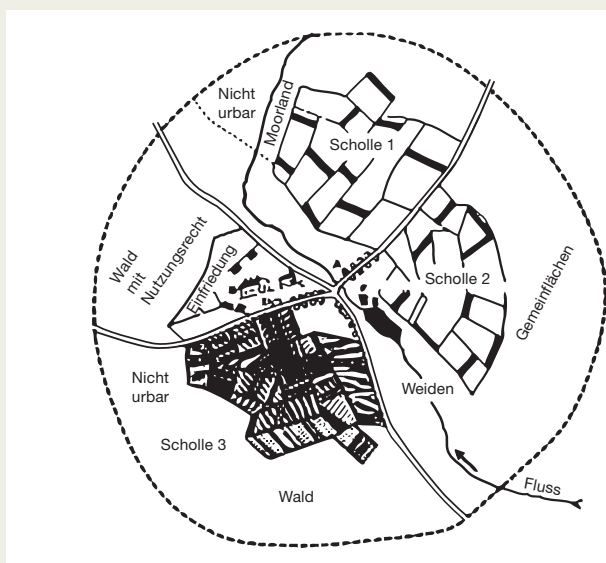 Nicht
urbar
Moorland
Scholle 1
Wald
mit
Nutzungsrecht
Einfriedung
Scholle 2
Gemeinflächen
Nicht
urbar
Weiden
Scholle 3
Wald
Fluss